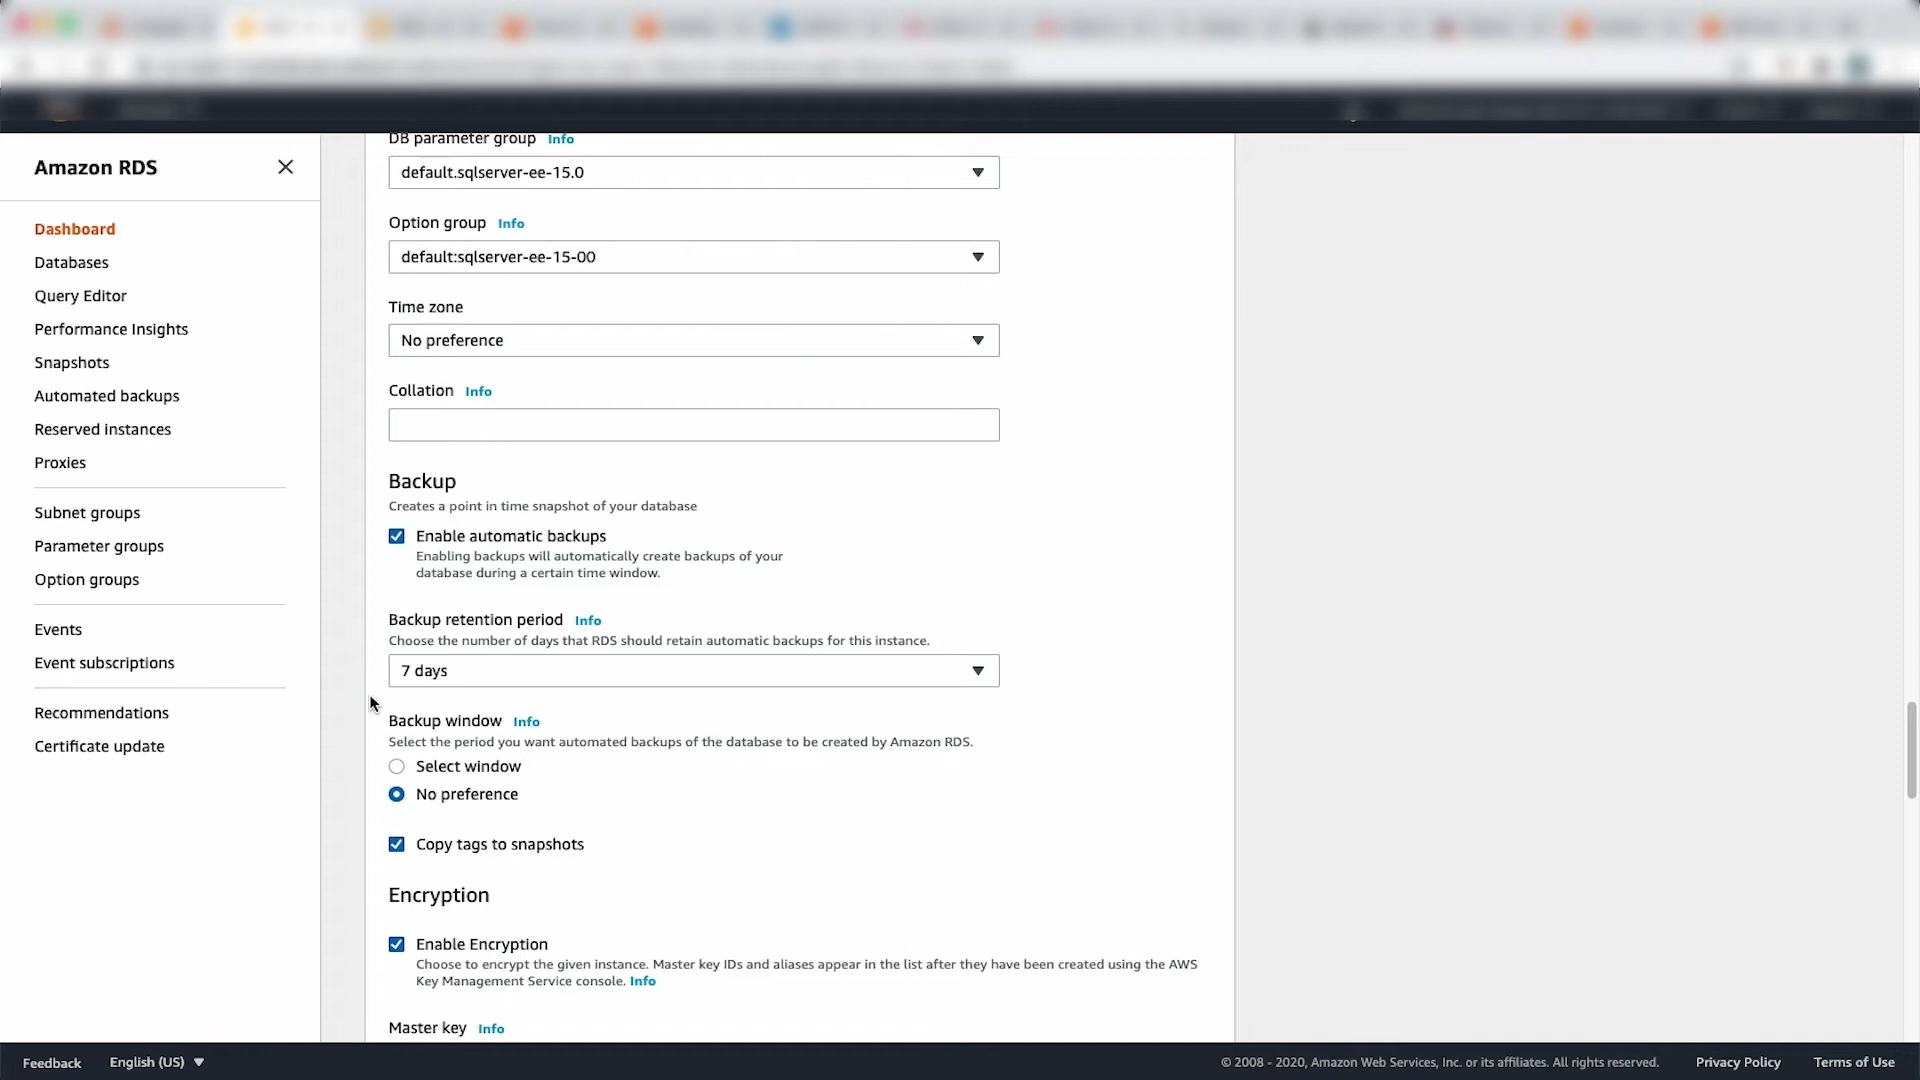 Amazon RDS
Dashboard
Databases
Query Editor
Performance Insights
Snapshots
Automated backups
Reserved instances
Proxies
Subnet groups
Parameter groups
Option groups
Events
Event subscriptions
Recommendations
Certificate update
DB parameter group Info
default.sqlserver-ee-15.0
Option group Info
default:sqlserver-ee-15-00
Time zone
No preference
Collation Info
Backup
Creates a point in time snapshot of your database
Enable automatic backups
Enabling backups will automatically create backups of your
database during a certain time window.
Backup retention period Info
Choose the number of days that RDS should retain automatic backups for this instance.
7 days
Backup window Info
Select the period you want automated backups of the database to be created by Amazon RDS.
Select window
No preference
Copy tags to snapshots
Encryption
Enable Encryption
Choose to encrypt the given instance. Master key IDs and aliases appear in the list after they have been created using the AWS
Key Management Service console. Info
Master key Info
Feedback English (US) © 2008 - 2020, Amazon Web Services, Inc. or its affiliates. All rights reserved. Privacy Policy Terms of Use